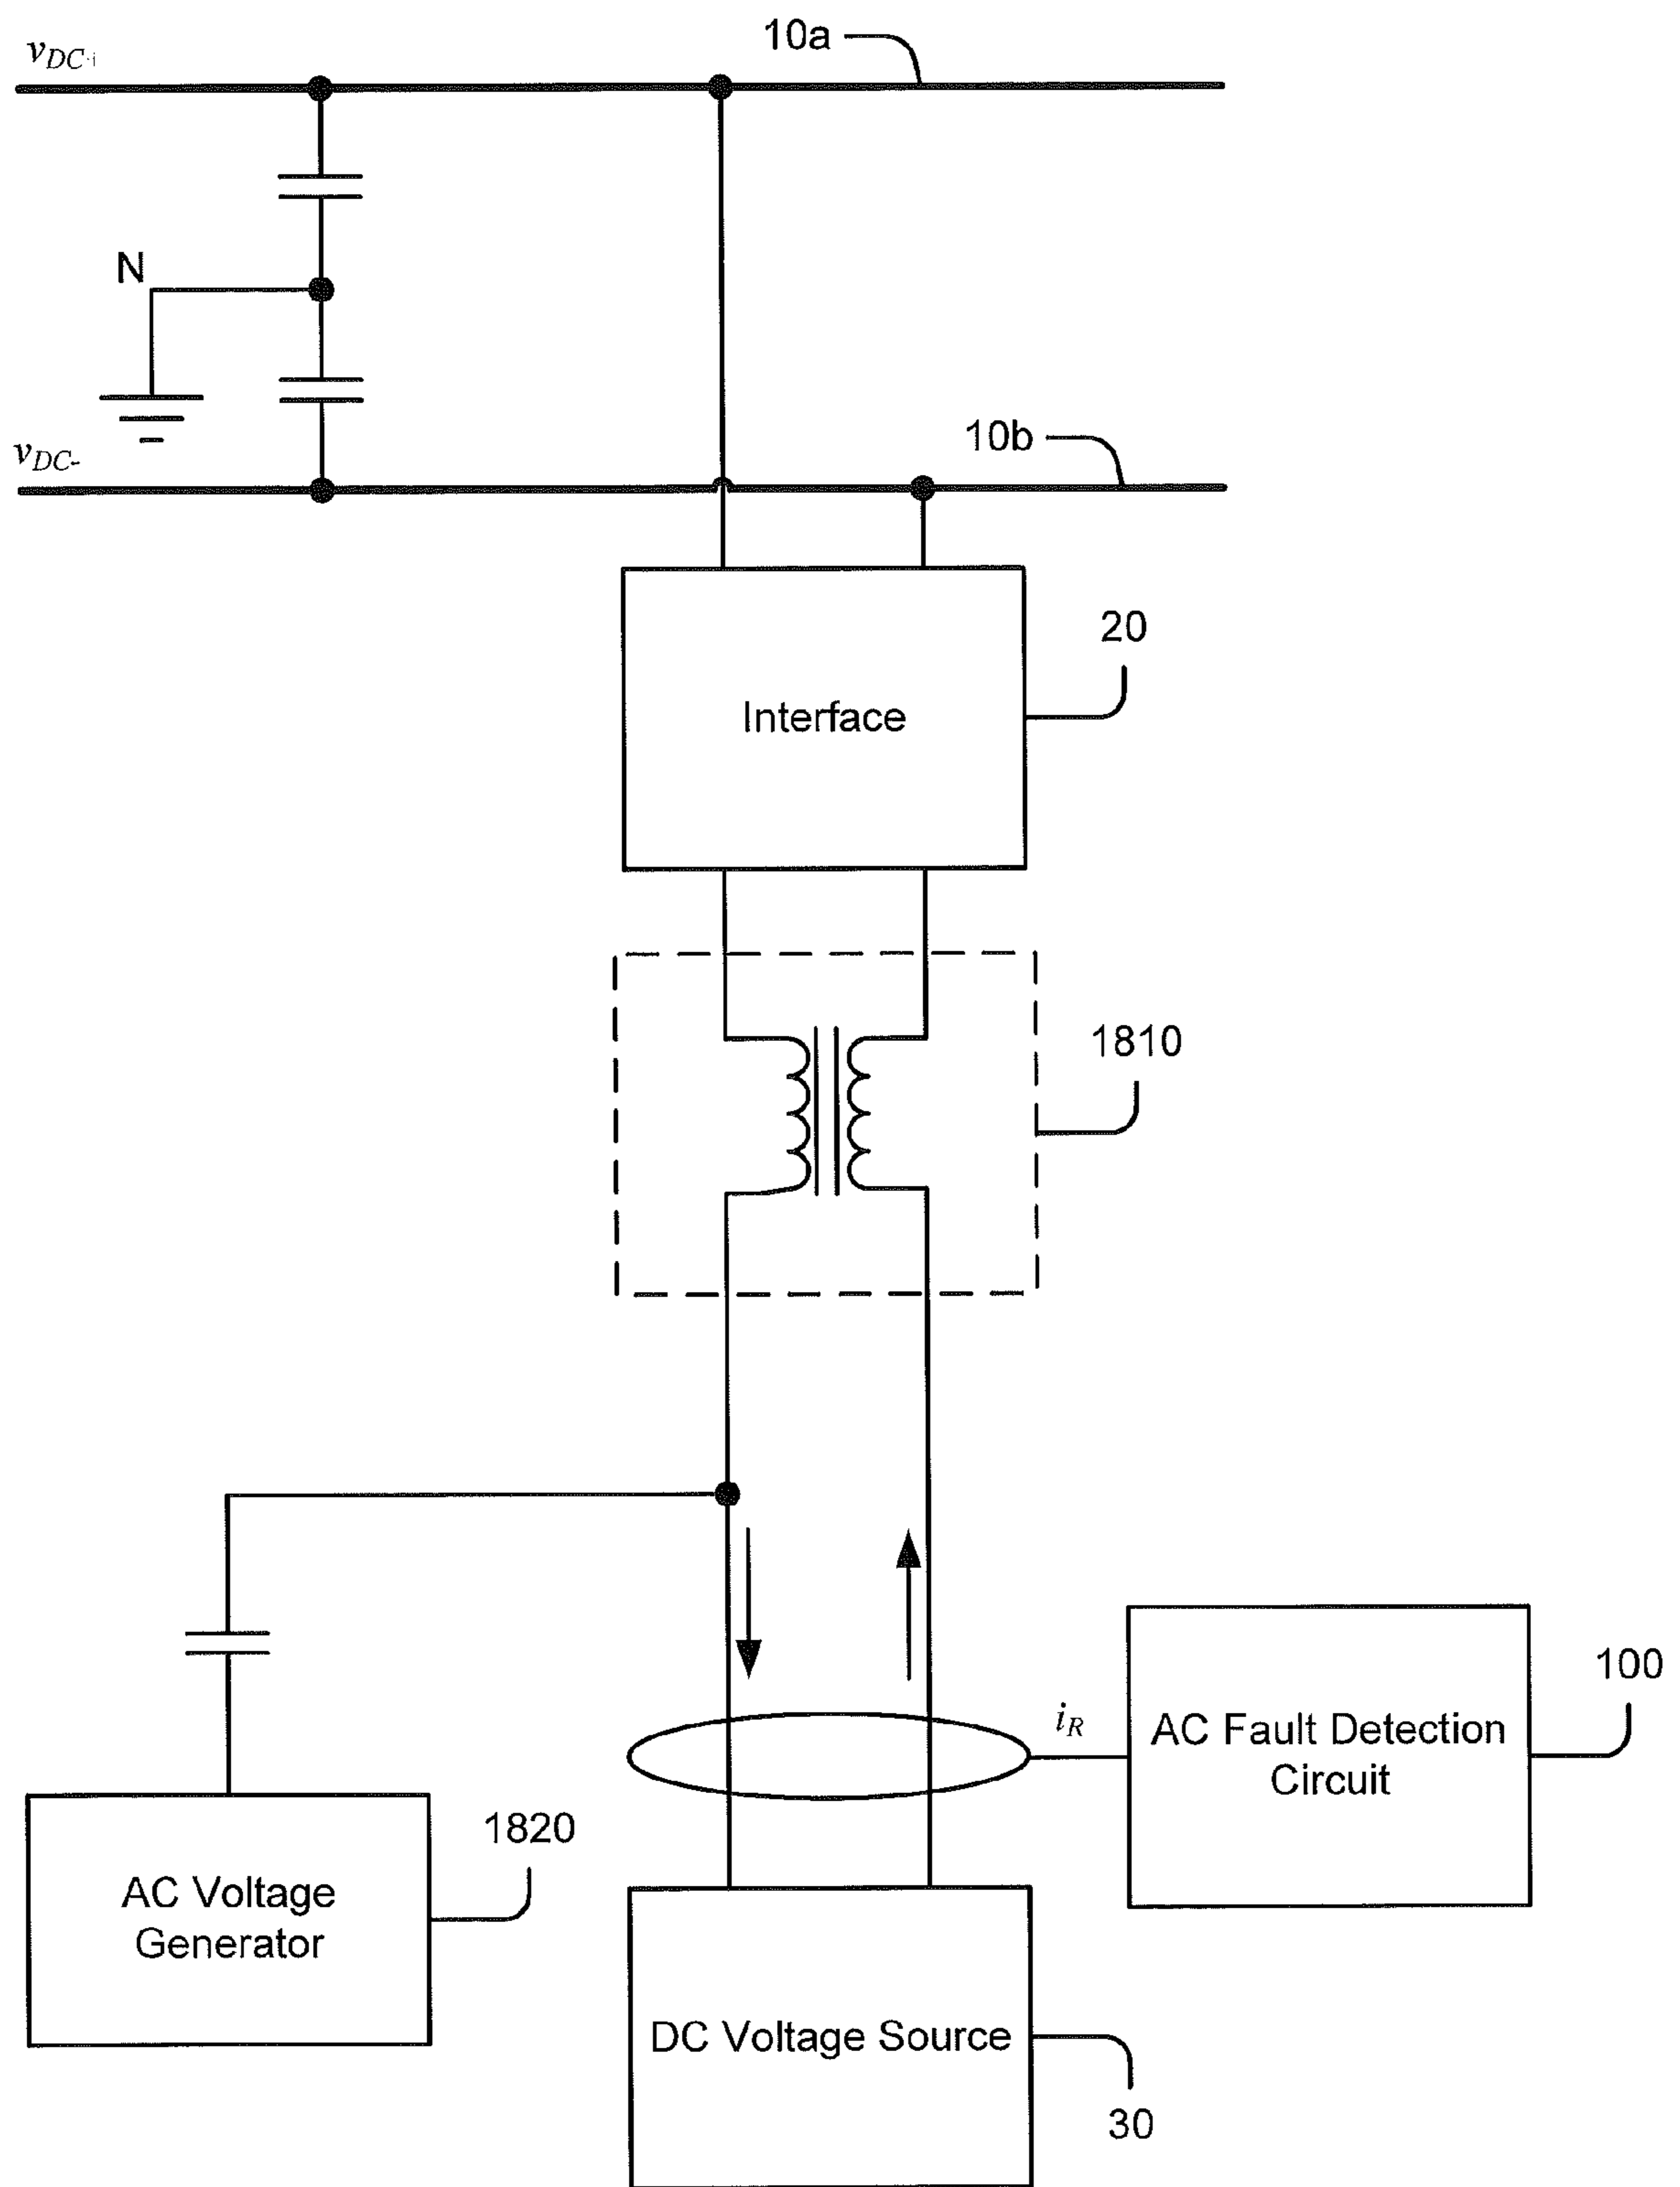 10a
vDC+
N
10b
vDC-
20
Interface
1810
100
iR
AC Fault Detection
Circuit
1820
AC Voltage
Generator
DC Voltage Source
30